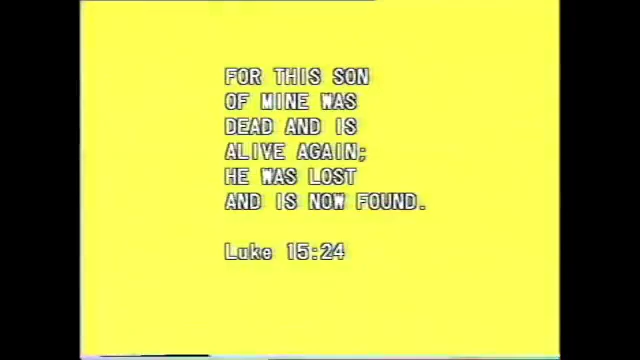 FOR THIS SON
OF MINE WAS
DEAD AND IS
ALIVE AGAIN;
HE WAS LOST
AND IS NOW FOUND.
Luke 15:24